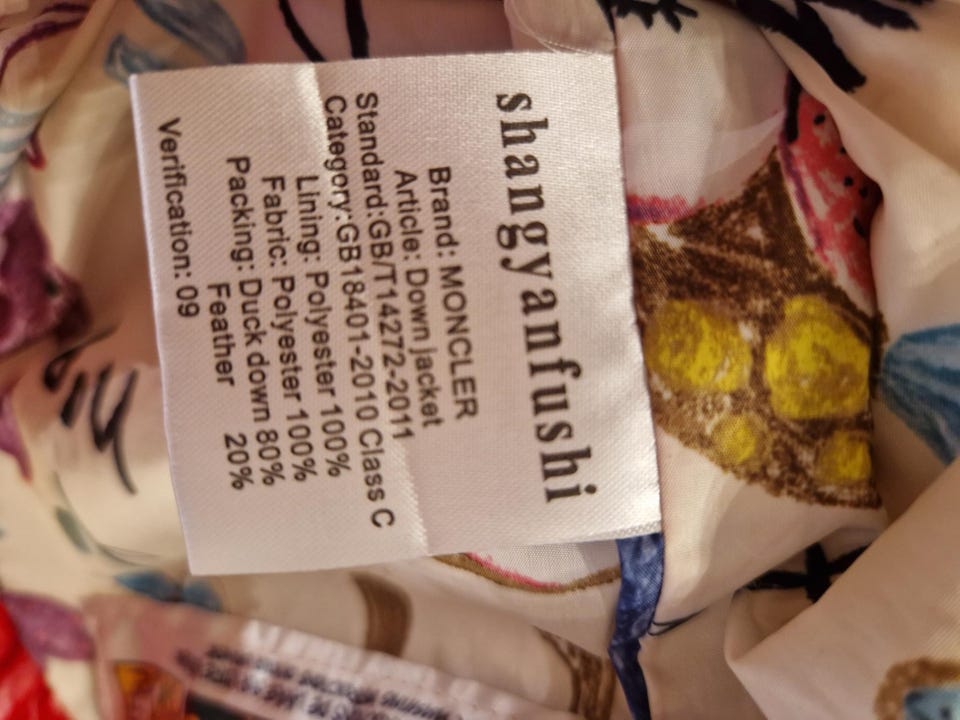 shangyanfushi
Brand: MONCLER
Article: Down jacket
Standard:GB/T14272-2011
Category:GB18401-2010 Class C
Lining: Polyester 100%
Fabric: Polyester 100%
Packing: Duck down 80%
Feather 20%
Verification: 09